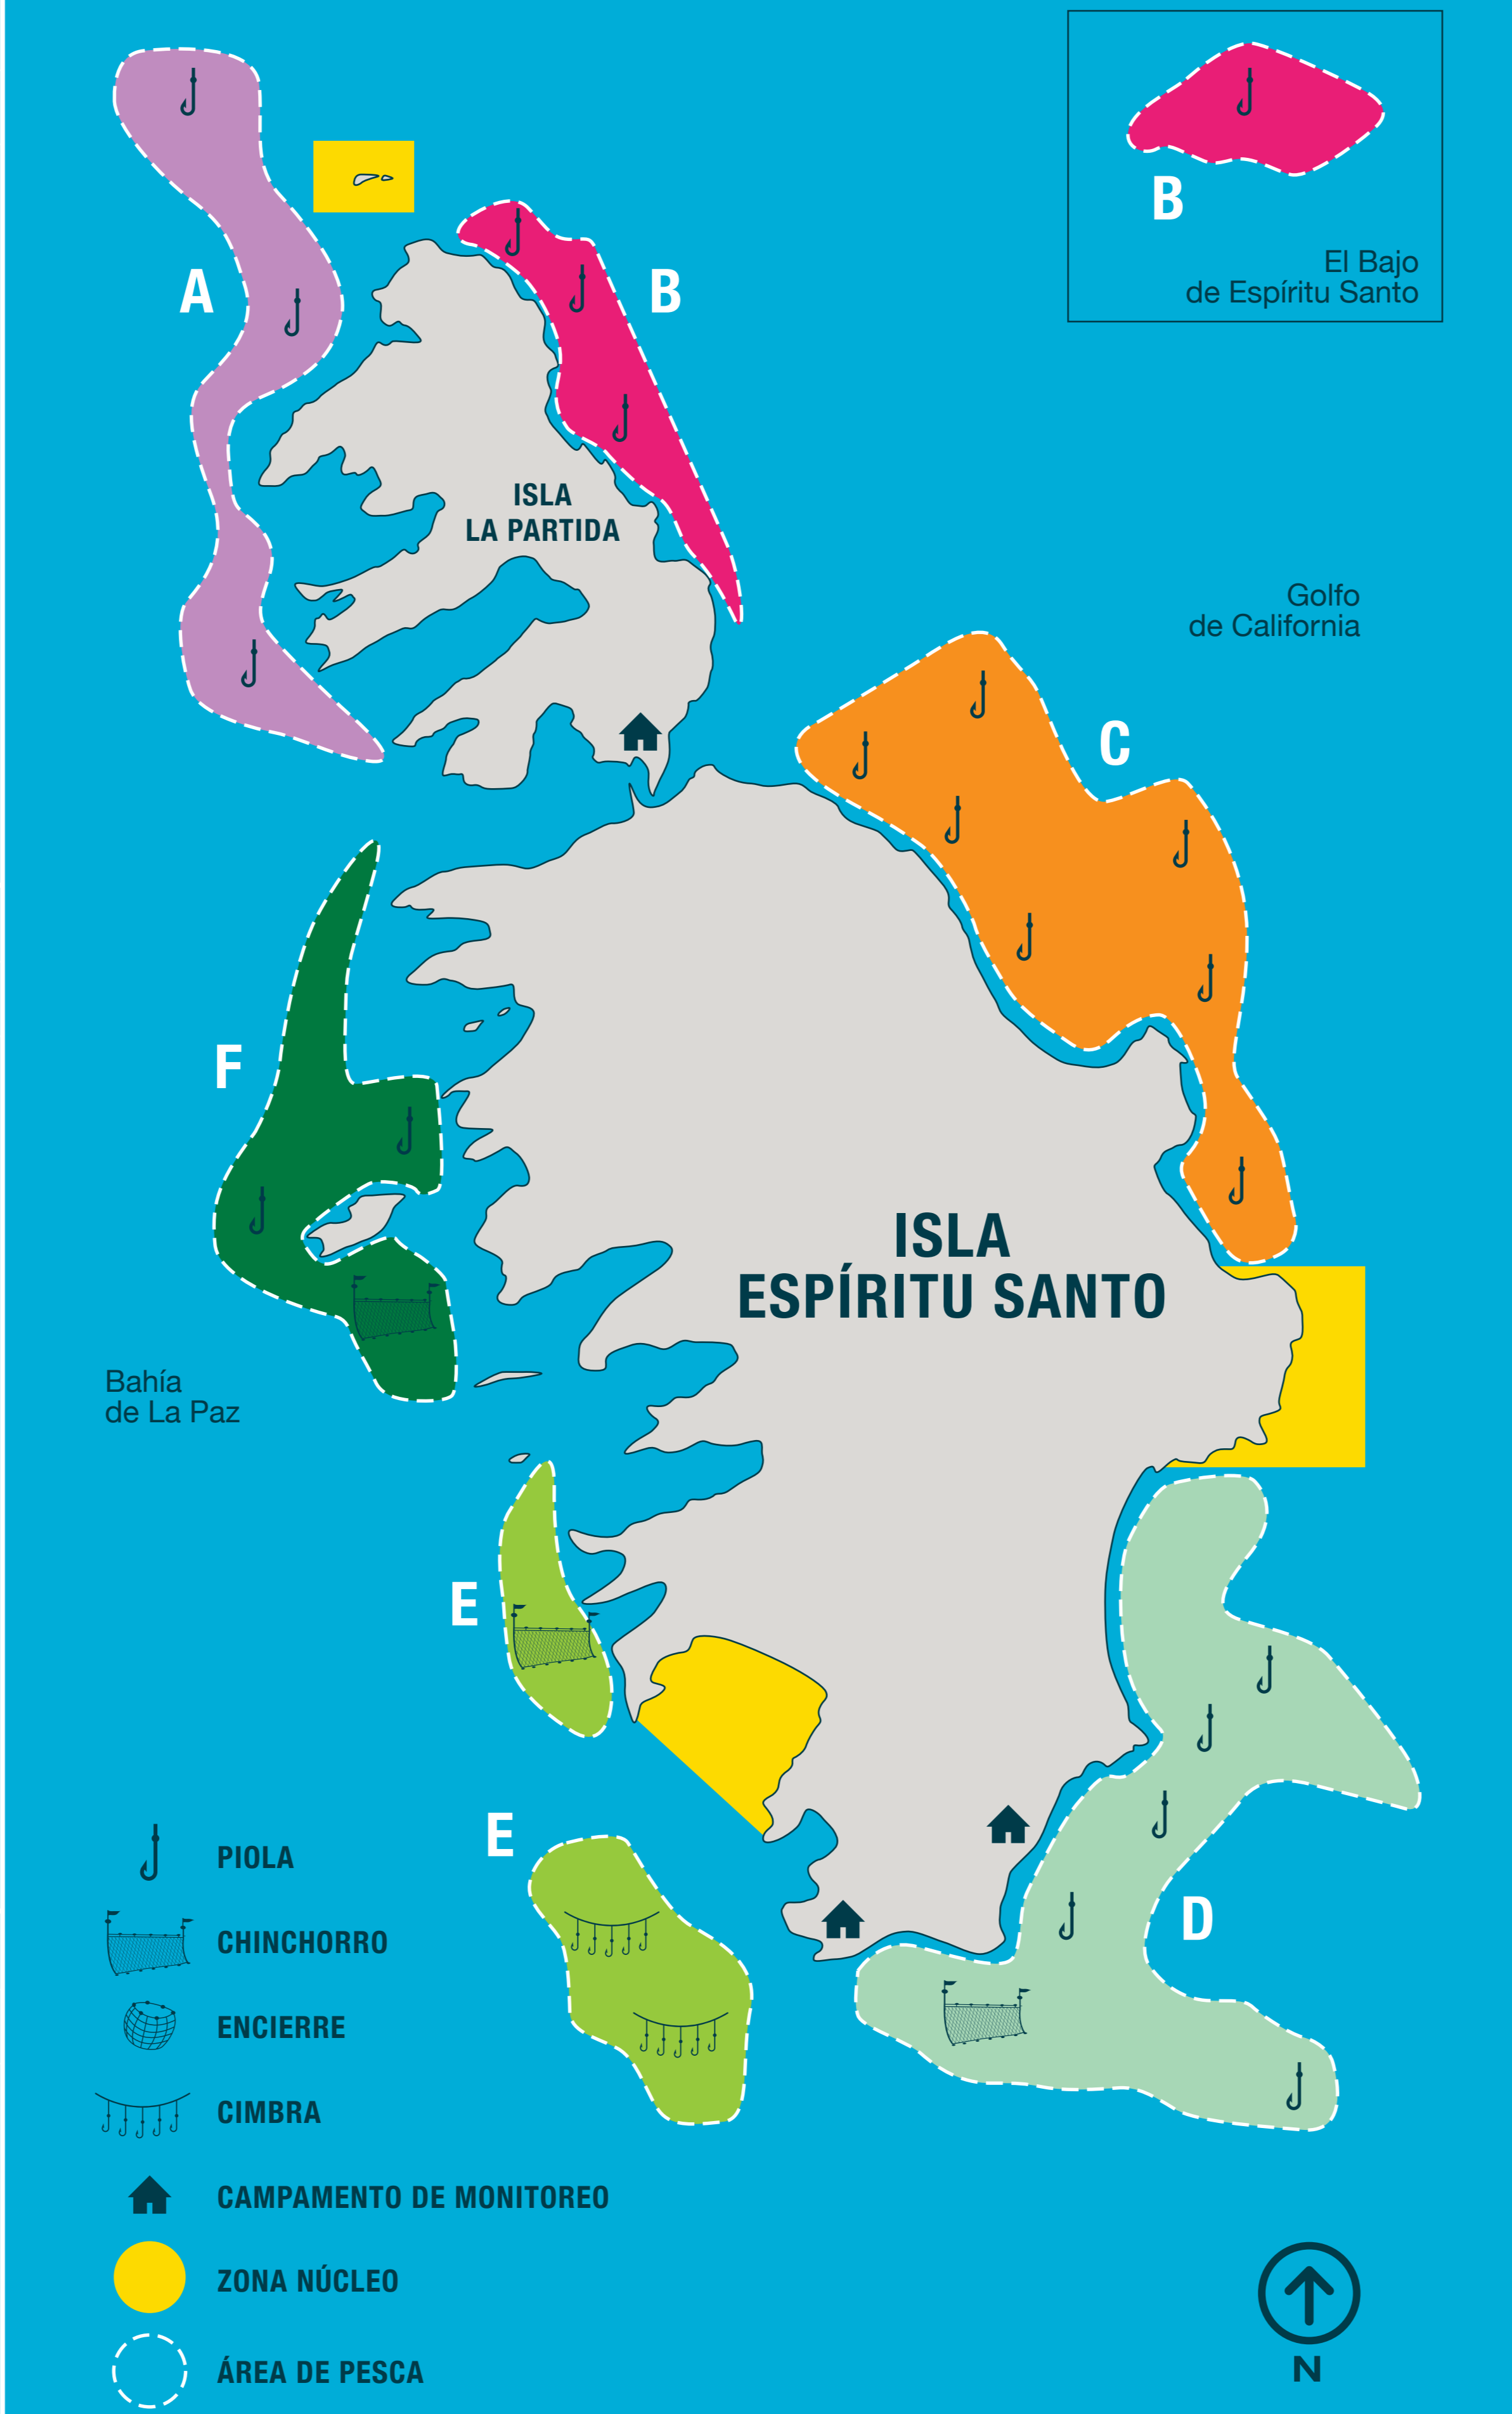 A
B
B
El Bajo
de Espíritu Santo
ISLA
LA PARTIDA
Golfo
de California
C
F
ISLA
ESPÍRITU SANTO
Bahía
de La Paz
E
E
D
PIOLA
CHINCHORRO
ENCIERRE
CIMBRA
CAMPAMENTO DE MONITOREO
ZONA NÚCLEO
ÁREA DE PESCA
N